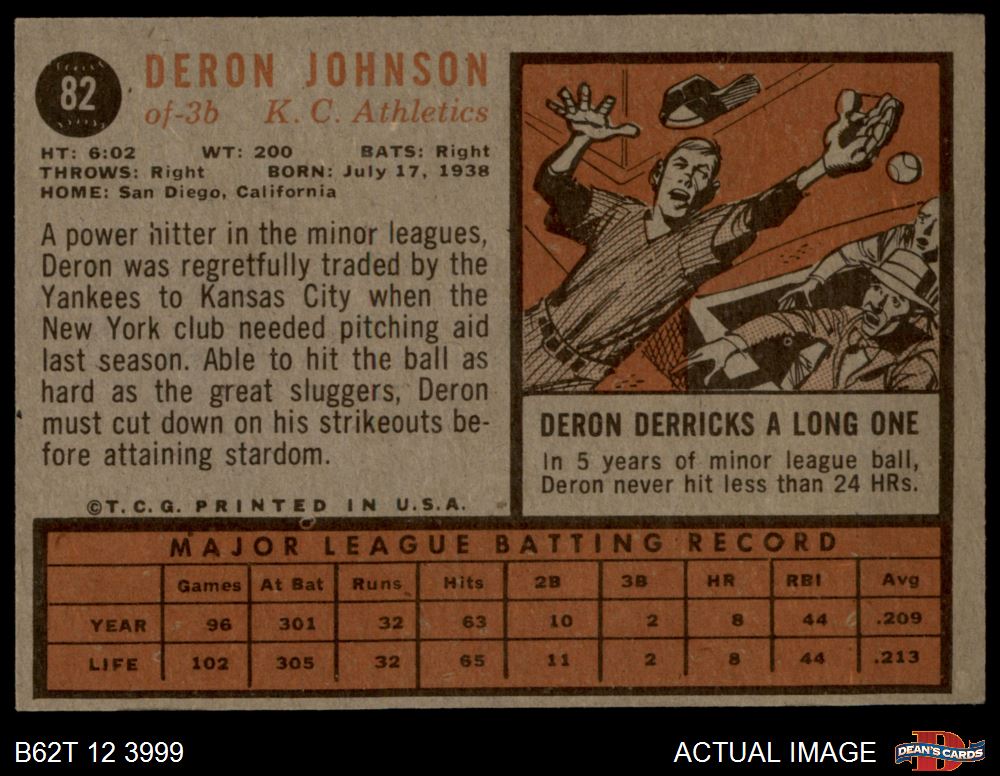 82
DERON JOHNSON
of-3b K. C. Athletics
HT: 6:02 WT: 200 BATS: Right
THROWS: Right BORN: July 17, 1938
HOME: San Diego, California
A power hitter in the minor leagues,
Deron was regretfully traded by the
Yankees to Kansas City when the
New York club needed pitching aid
last season. Able to hit the ball as
hard as the great sluggers, Deron
must cut down on his strikeouts be-
fore attaining stardom.
©T.C.G. PRINTED IN U.S.A.
DERON DERRICKS A LONG ONE
In 5 years of minor league ball,
Deron never hit less than 24 HRs.
MAJOR LEAGUE BATTING RECORD
Games At Bat Runs Hits 2B 3B HR RBI Avg
YEAR 96 301 32 63 10 2 8 44 .209
LIFE 102 305 32 65 11 2 8 44 .213
B62T 12 3999
ACTUAL IMAGE
DEAN'S CARDS